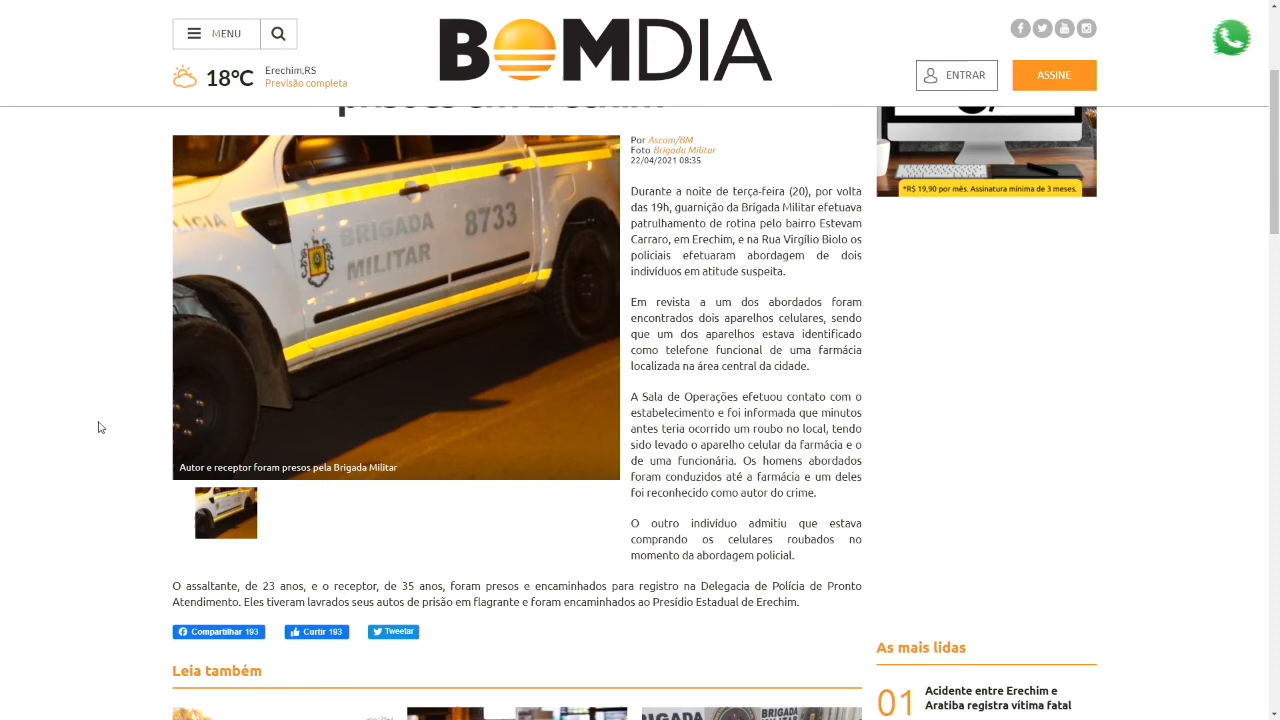 MENU
BOMDIA
18°C
Erechim,RS
Previsão completa
ENTRAR
ASSINE
prisões em Erechim
LÍCIA
BRIGADA
MILITAR
8733
Autor e receptor foram presos pela Brigada Militar
Por Ascom/BM
Foto Brigada Militar
22/04/2021 08:35
Durante a noite de terça-feira (20), por volta
das 19h, guarnição da Brigada Militar efetuava
patrulhamento de rotina pelo bairro Estevam
Carraro, em Erechim, e na Rua Virgílio Biolo os
policiais efetuaram abordagem de dois
indivíduos em atitude suspeita.
Em revista a um dos abordados foram
encontrados dois aparelhos celulares, sendo
que um dos aparelhos estava identificado
como telefone funcional de uma farmácia
localizada na área central da cidade.
A Sala de Operações efetuou contato com o
estabelecimento e foi informada que minutos
antes teria ocorrido um roubo no local, tendo
sido levado o aparelho celular da farmácia e o
de uma funcionária. Os homens abordados
foram conduzidos até a farmácia e um deles
foi reconhecido como autor do crime.
O outro indivíduo admitiu que estava
comprando os celulares roubados no
momento da abordagem policial.
O assaltante, de 23 anos, e o receptor, de 35 anos, foram presos e encaminhados para registro na Delegacia de Polícia de Pronto
Atendimento. Eles tiveram lavrados seus autos de prisão em flagrante e foram encaminhados ao Presídio Estadual de Erechim.
Compartilhar 193
Curtir 193
Tweetar
Leia também
BRIGADA
*R$ 19,90 por mês. Assinatura mínima de 3 meses.
As mais lidas
01
Acidente entre Erechim e
Aratiba registra vítima fatal